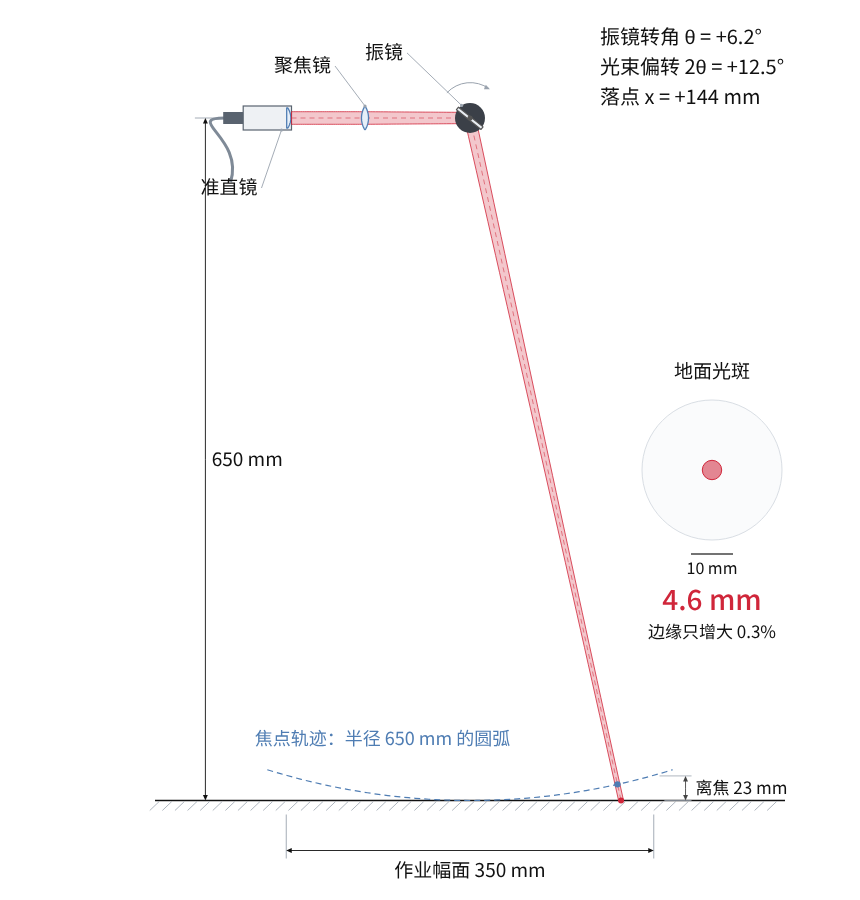 振镜转角 θ = +6.2°
光束偏转 2θ = +12.5°
落点 x = +144 mm
聚焦镜
振镜
准直镜
地面光斑
650 mm
10 mm
4.6 mm
边缘只增大 0.3%
焦点轨迹：半径 650 mm 的圆弧
离焦 23 mm
作业幅面 350 mm